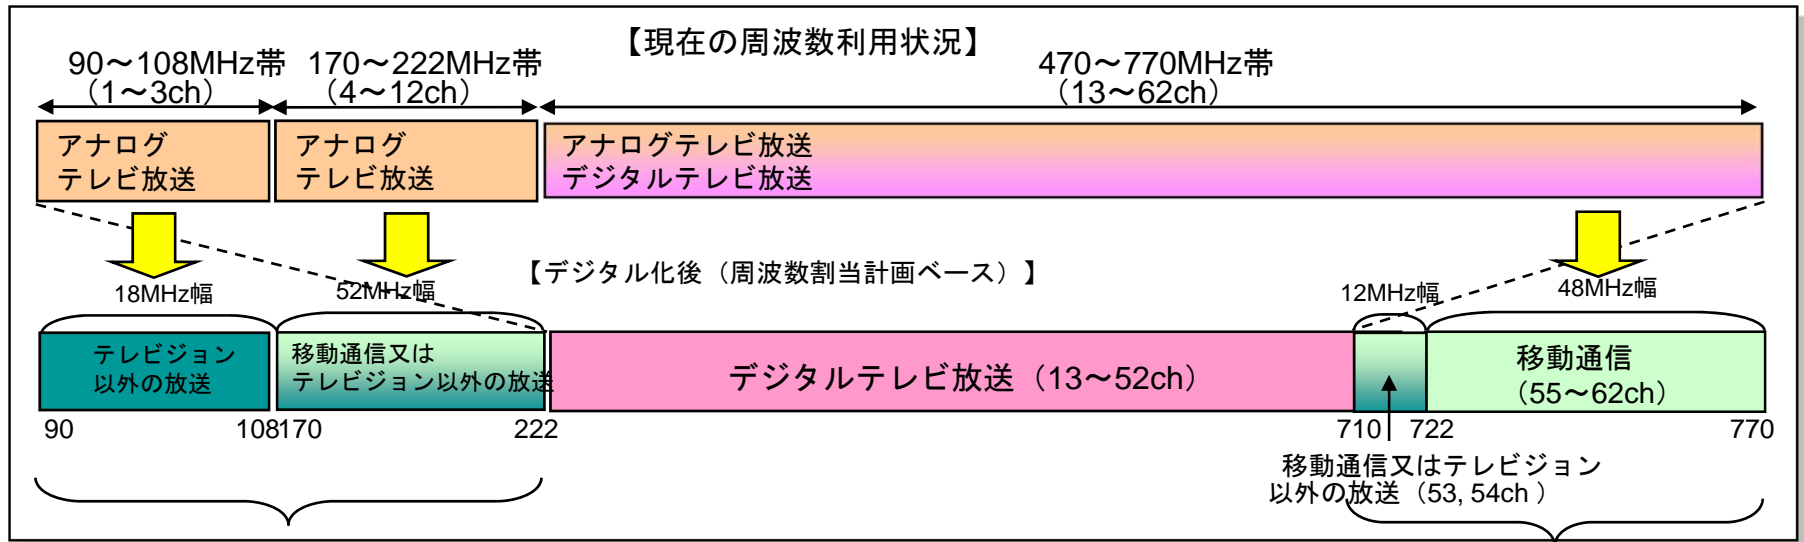 【現在の周波数利用状況】
90～108MHz帯
（1～3ch）
170～222MHz帯
（4～12ch）
470～770MHz帯
（13～62ch）
アナログ
テレビ放送
アナログ
テレビ放送
アナログテレビ放送
デジタルテレビ放送
【デジタル化後（周波数割当計画ベース）】
18MHz幅
52MHz幅
12MHz幅
48MHz幅
テレビジョン
以外の放送
移動通信又は
テレビジョン以外の放送
デジタルテレビ放送（13～52ch）
移動通信
（55～62ch）
90
108
170
222
710
722
770
移動通信又はテレビジョン
以外の放送（53, 54ch ）